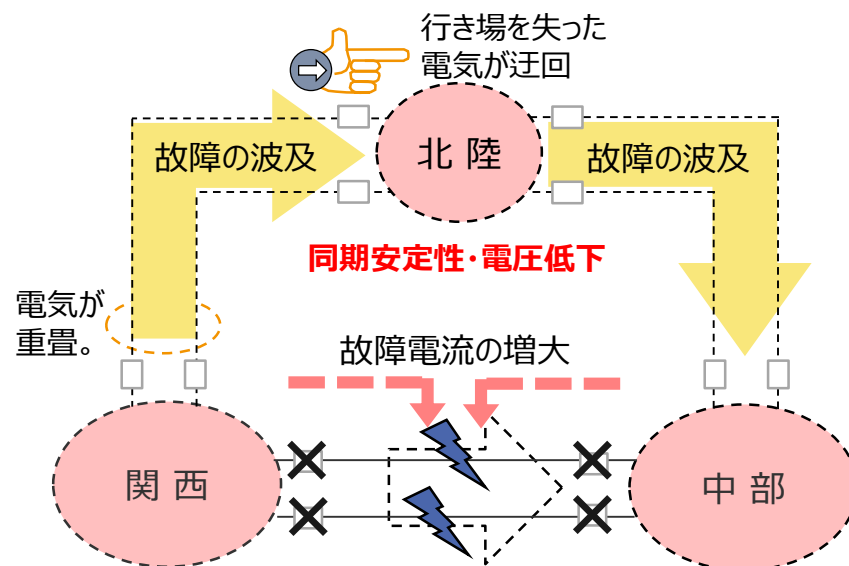 行き場を失った
電気が迂回
北 陸
故障の波及
故障の波及
同期安定性・電圧低下
電気が
重畳。
故障電流の増大
関 西
中 部